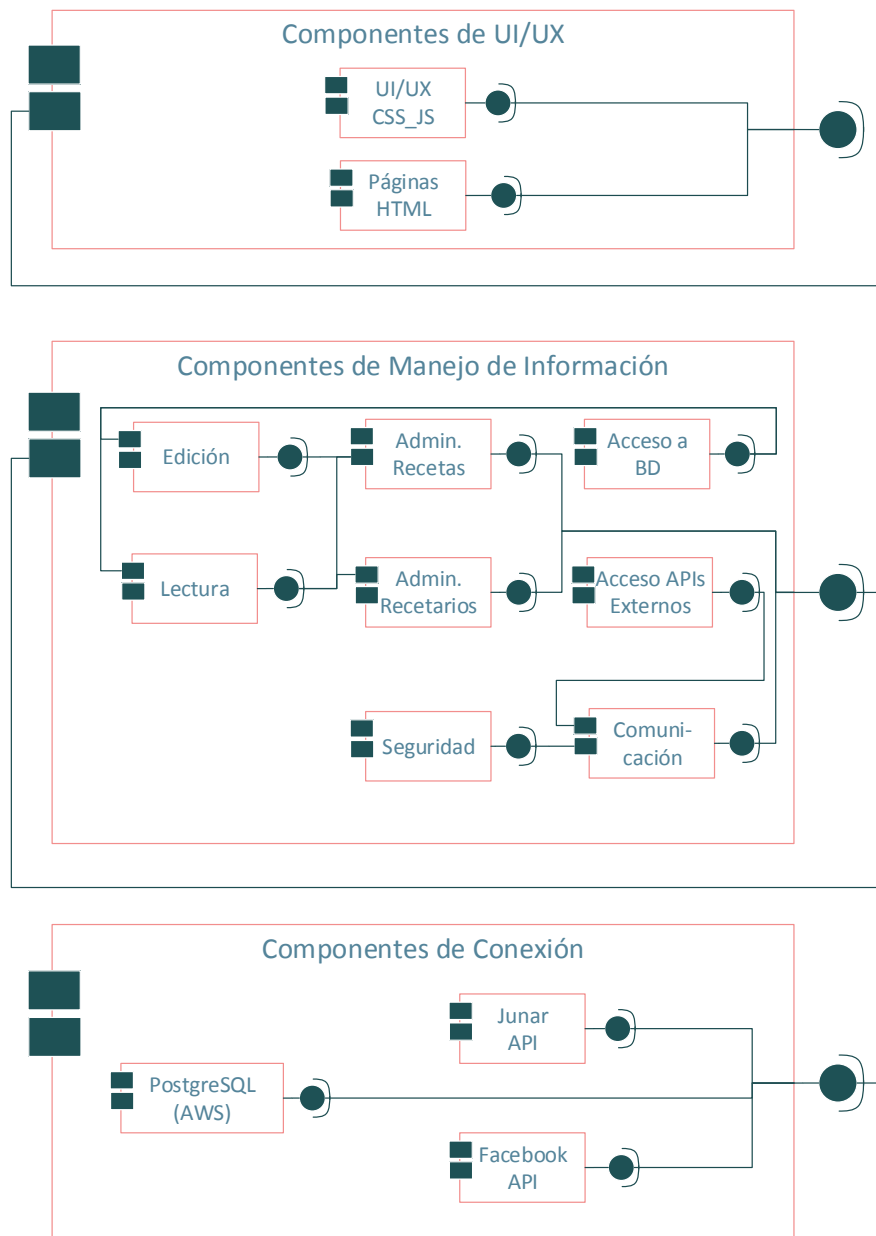 Componentes de UI/UX
UI/UX
CSS_JS
Páginas
HTML
Componentes de Manejo de Información
Edición
Admin.
Recetas
Acceso a
BD
Lectura
Admin.
Recetarios
Acceso APIs
Externos
Seguridad
Comuni-
cación
Componentes de Conexión
Junar
API
PostgreSQL
(AWS)
Facebook
API